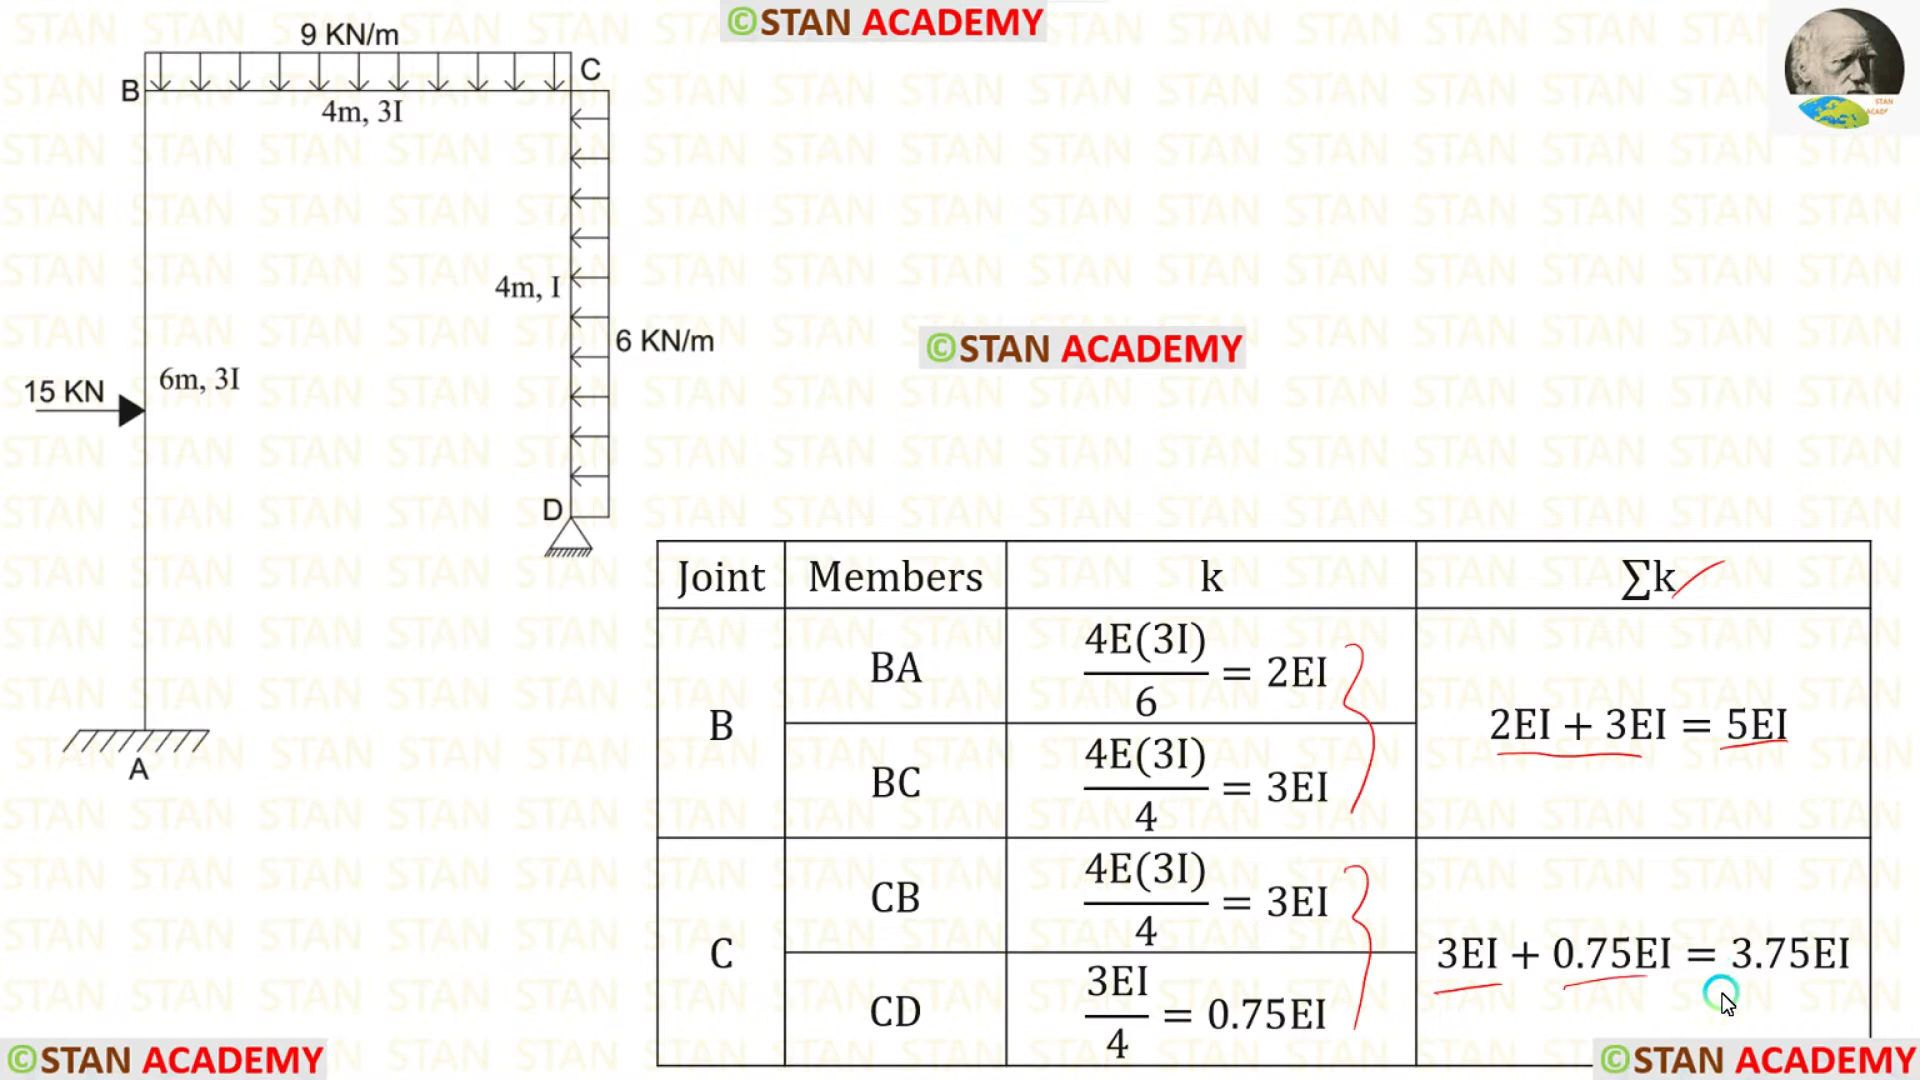 ©STAN ACADEMY
9 KN/m
B
C
4m, 3I
4m, I
6 KN/m
15 KN
6m, 3I
D
A
©STAN ACADEMY
STAN
ACADY
Joint Members k ∑k
B
BA 4E(3I)/6 = 2EI
BC 4E(3I)/4 = 3EI
2EI + 3EI = 5EI
C
CB 4E(3I)/4 = 3EI
CD 3EI/4 = 0.75EI
3EI + 0.75EI = 3.75EI
©STAN ACADEMY
©STAN ACADEMY